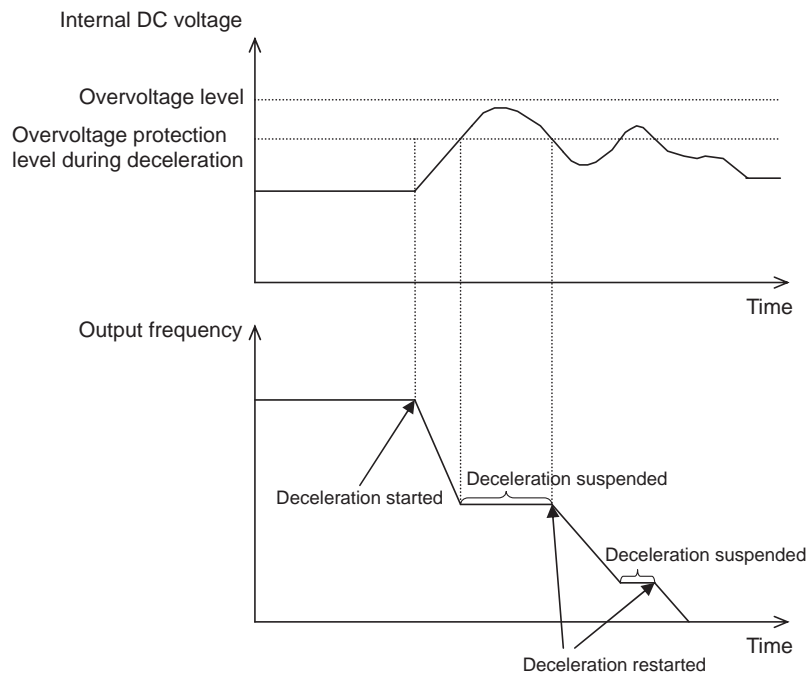 Internal DC voltage
Overvoltage level
Overvoltage protection
level during deceleration
Time
Output frequency
Deceleration suspended
Deceleration started
Deceleration suspended
Time
Deceleration restarted